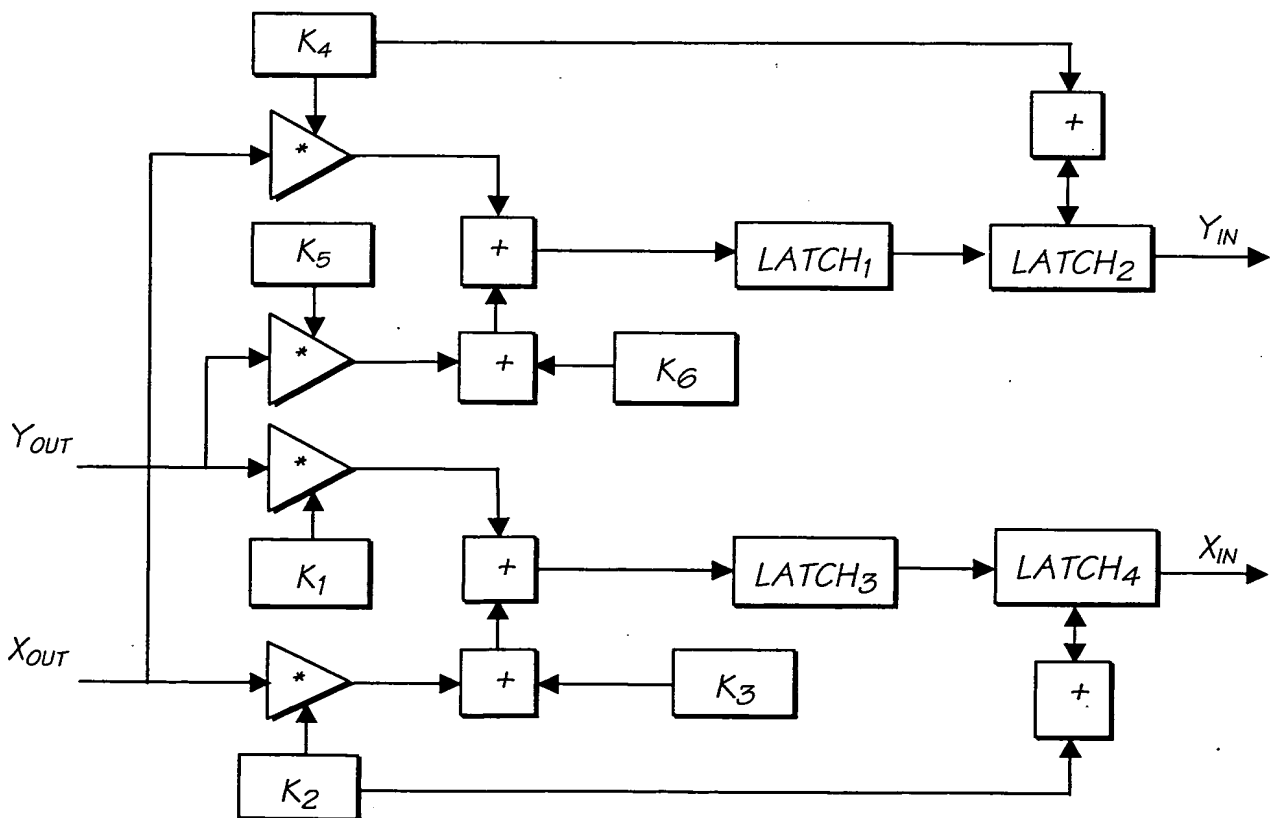 K4
+
*
K5
+
LATCH1
LATCH2
YIN
*
+
K6
YOUT
*
K1
+
LATCH3
LATCH4
XIN
XOUT
*
+
K3
+
K2